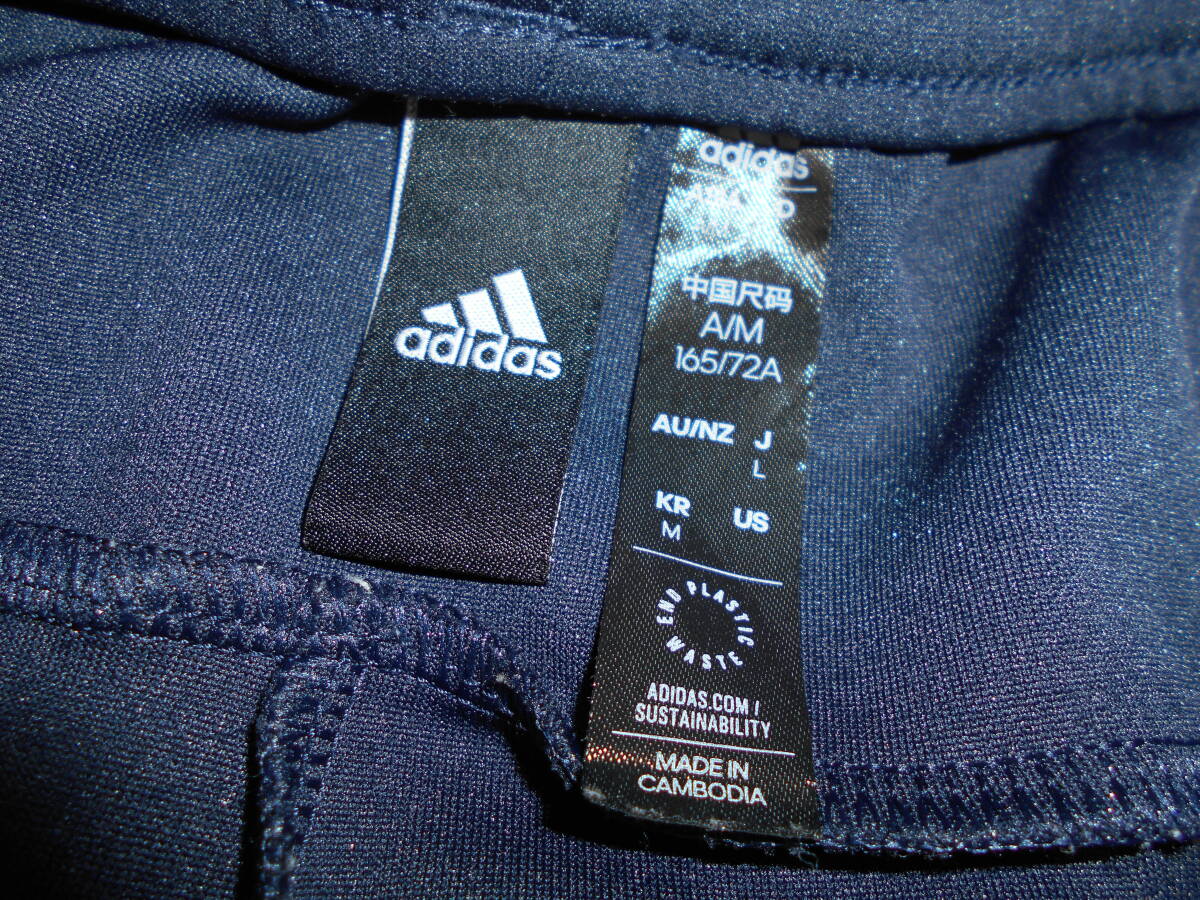 adidas
adidas
中国尺码
A/M
165/72A
AU/NZ J
L
KR US
M
END PLASTIC WASTE
ADIDAS.COM/
SUSTAINABILITY
MADE IN
CAMBODIA